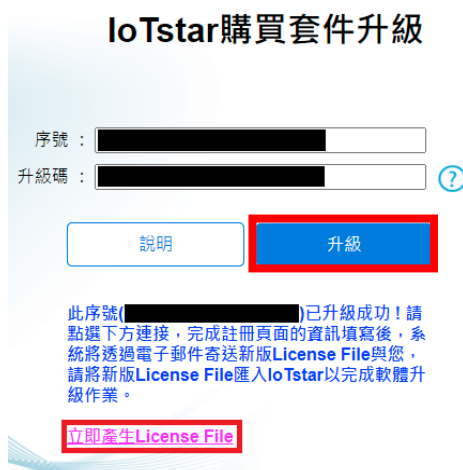 IoTstar購買套件升級
序號 :
升級碼 :
?
說明
升級
此序號(
)已升級成功！請
點選下方連接，完成註冊頁面的資訊填寫後，系
統將透過電子郵件寄送新版License File與您，
請將新版License File匯入IoTstar以完成軟體升
級作業。
立即產生License File